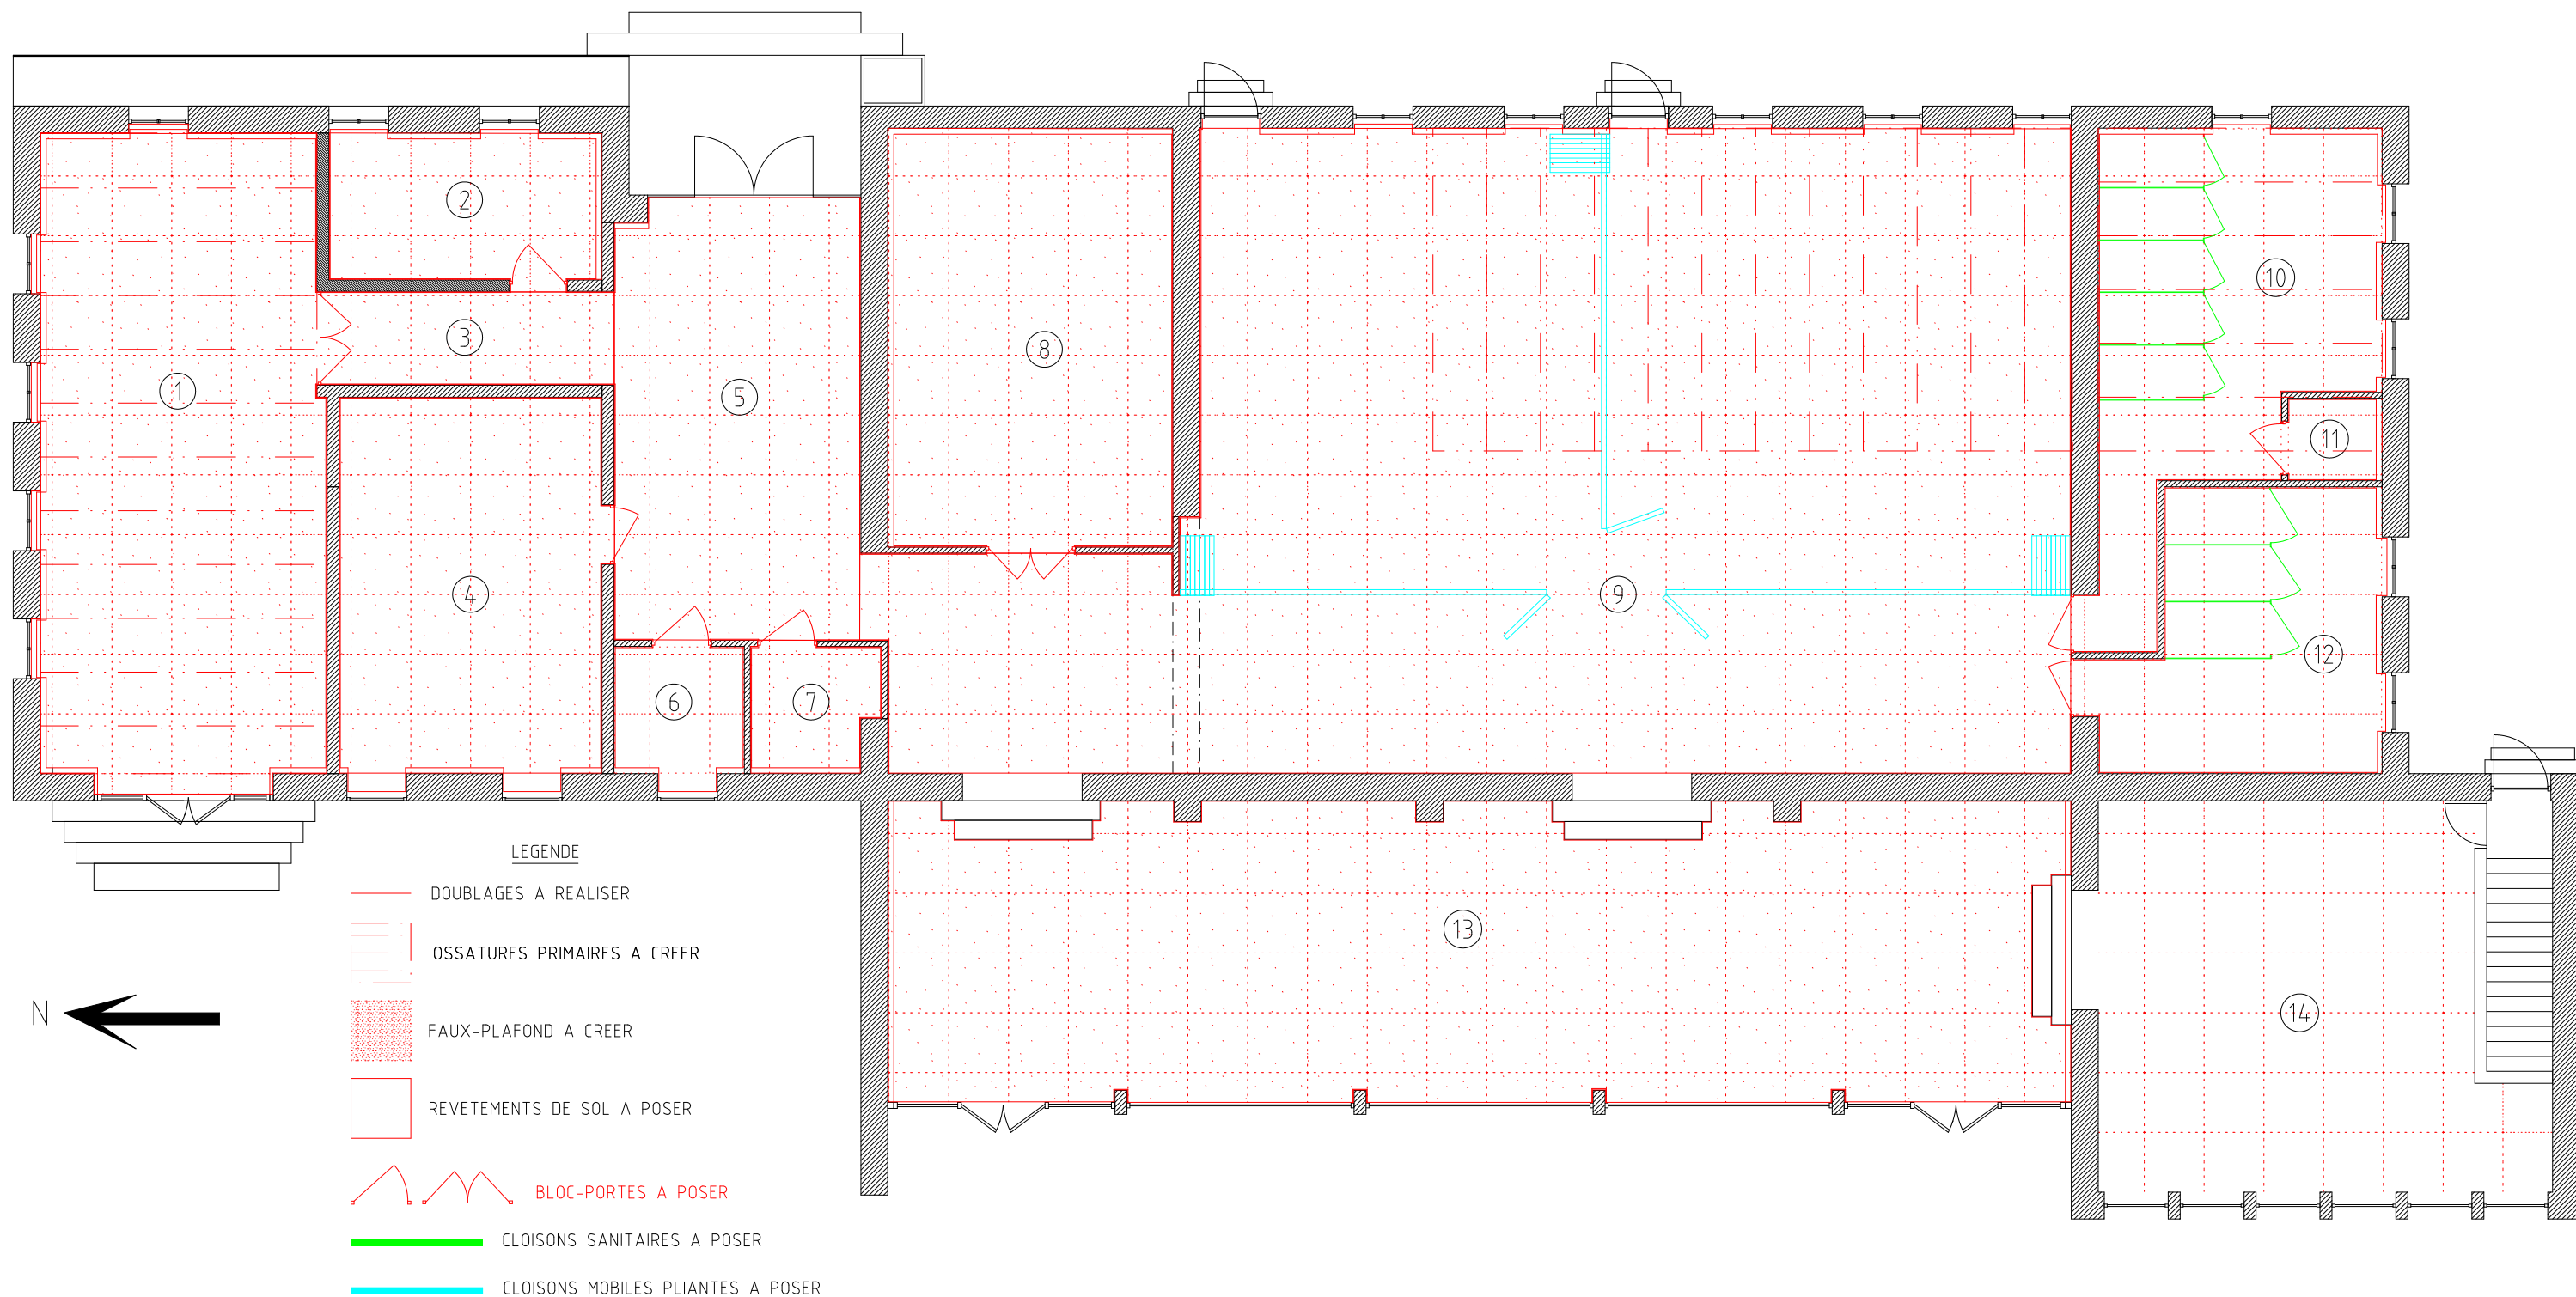 2
10
3
8
1
5
11
4
9
12
6
7
LEGENDE
DOUBLAGES A REALISER
13
OSSATURES PRIMAIRES A CREER
N
14
FAUX-PLAFOND A CREER
REVETEMENTS DE SOL A POSER
BLOC-PORTES A POSER
CLOISONS SANITAIRES A POSER
CLOISONS MOBILES PLIANTES A POSER